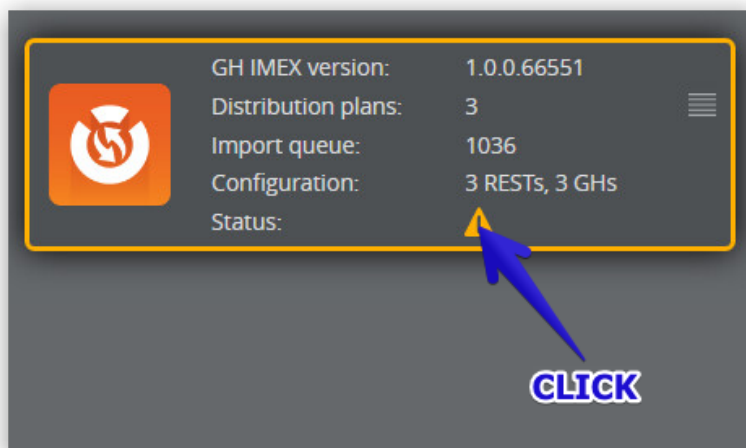 GH IMEX version: 1.0.0.66551
Distribution plans: 3
Import queue: 1036
Configuration: 3 RESTs, 3 GHs
Status:
CLICK